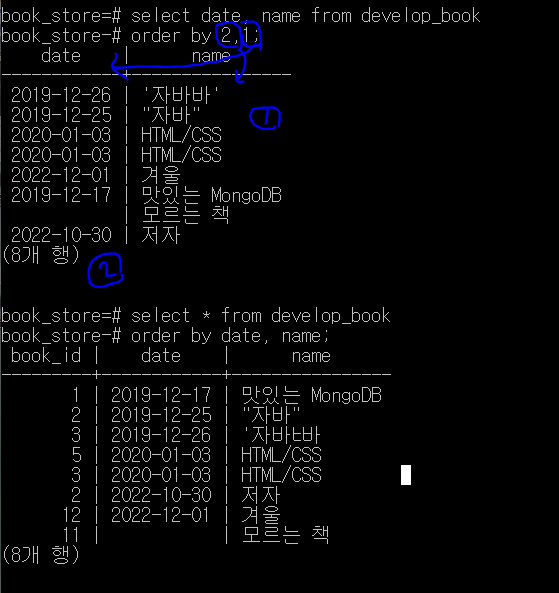 book_store=# select date, name from develop_book
book_store-# order by 2,1;
date | name
------------+-----------------
2019-12-26 | '자바바'
2019-12-25 | "자바"
①
2020-01-03 | HTML/CSS
2020-01-03 | HTML/CSS
2022-12-01 | 겨울
2019-12-17 | 맛있는 MongoDB
| 모르는 책
2022-10-30 | 저자
(8개 행)
②
book_store=# select * from develop_book
book_store-# order by date, name;
book_id | date | name
---------+------------+-----------------
1 | 2019-12-17 | 맛있는 MongoDB
2 | 2019-12-25 | "자바"
3 | 2019-12-26 |
5 | 2020-01-03 | HTML/CSS
3 | 2020-01-03 | HTML/CSS
2 | 2022-10-30 | 저자
12 | 2022-12-01 | 겨울
11 | | 모르는 책
(8개 행)